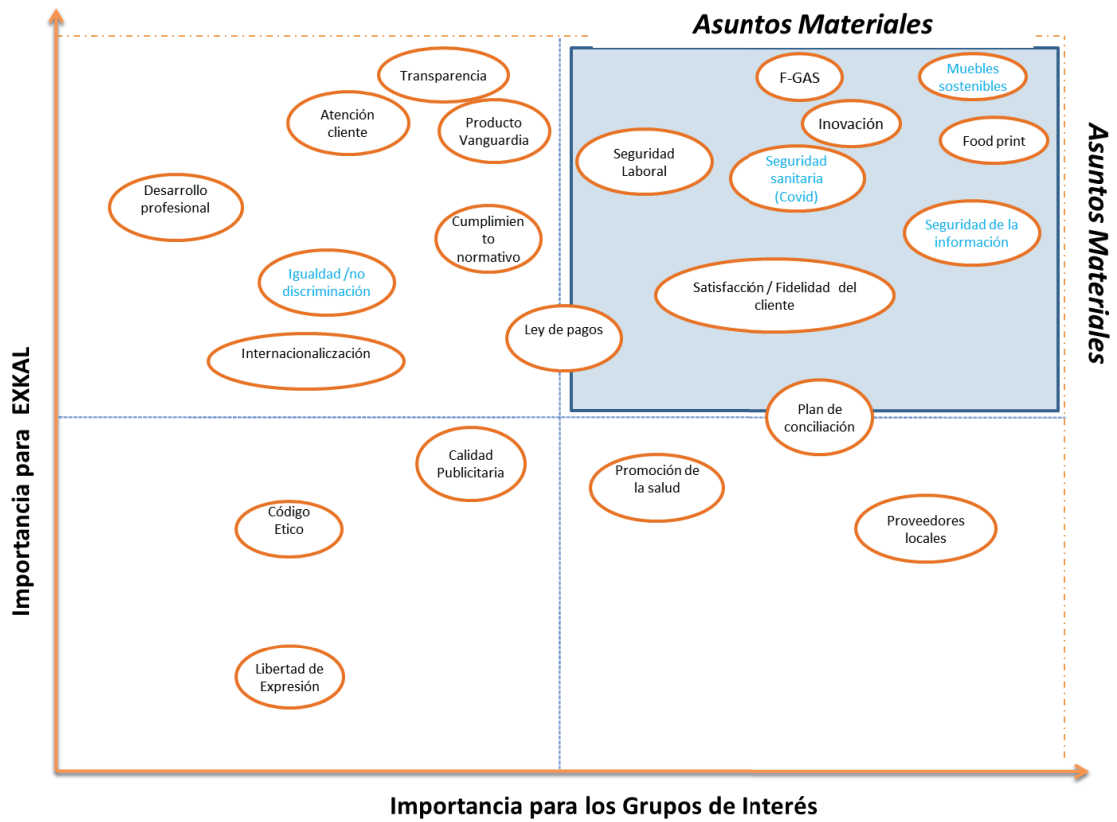 Asuntos Materiales
Transparencia
F-GAS
Muebles
sostenibles
Atención
cliente
Producto
Vanguardia
Inovación
Food print
Seguridad
Laboral
Seguridad
sanitaria
(Covid)
Desarrollo
profesional
Cumplimien
to
normativo
Seguridad de la
información
Igualdad /no
discriminación
Satisfacción / Fidelidad del
cliente
Ley de pagos
Internacionaliczación
Plan de
conciliación
Calidad
Publicitaria
Promoción de
la salud
Código
Etico
Proveedores
locales
Libertad de
Expresión
Asuntos Materiales
Importancia para EXKAL
Importancia para los Grupos de Interés